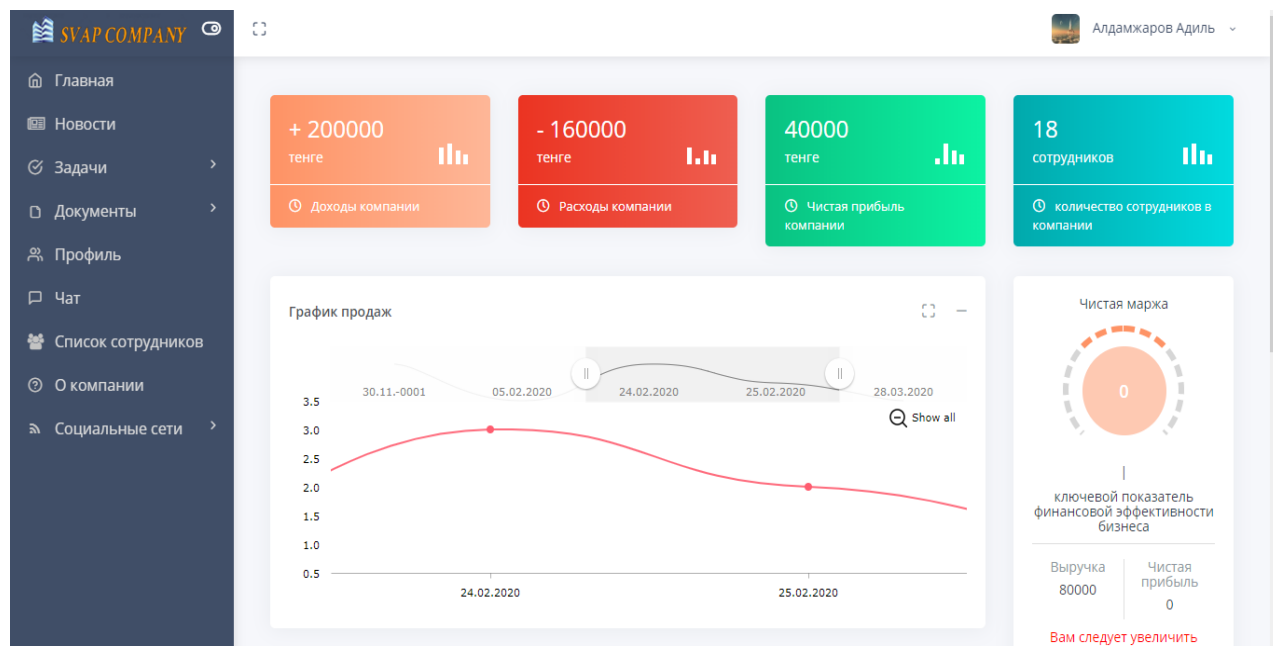 SVAP COMPANY
Алдамжаров Адиль
Главная
Новости
Задачи
Документы
Профиль
Чат
Список сотрудников
О компании
Социальные сети
+ 200000
тенге
Доходы компании
- 160000
тенге
Расходы компании
40000
тенге
Чистая прибыль
компании
18
сотрудников
количество сотрудников в
компании
График продаж
30.11.-0001 05.02.2020 24.02.2020 25.02.2020 28.03.2020
Show all
3.5
3.0
2.5
2.0
1.5
1.0
0.5
24.02.2020 25.02.2020
Чистая маржа
0
|
ключевой показатель
финансовой эффективности
бизнеса
Выручка
80000
Чистая
прибыль
0
Вам следует увеличить